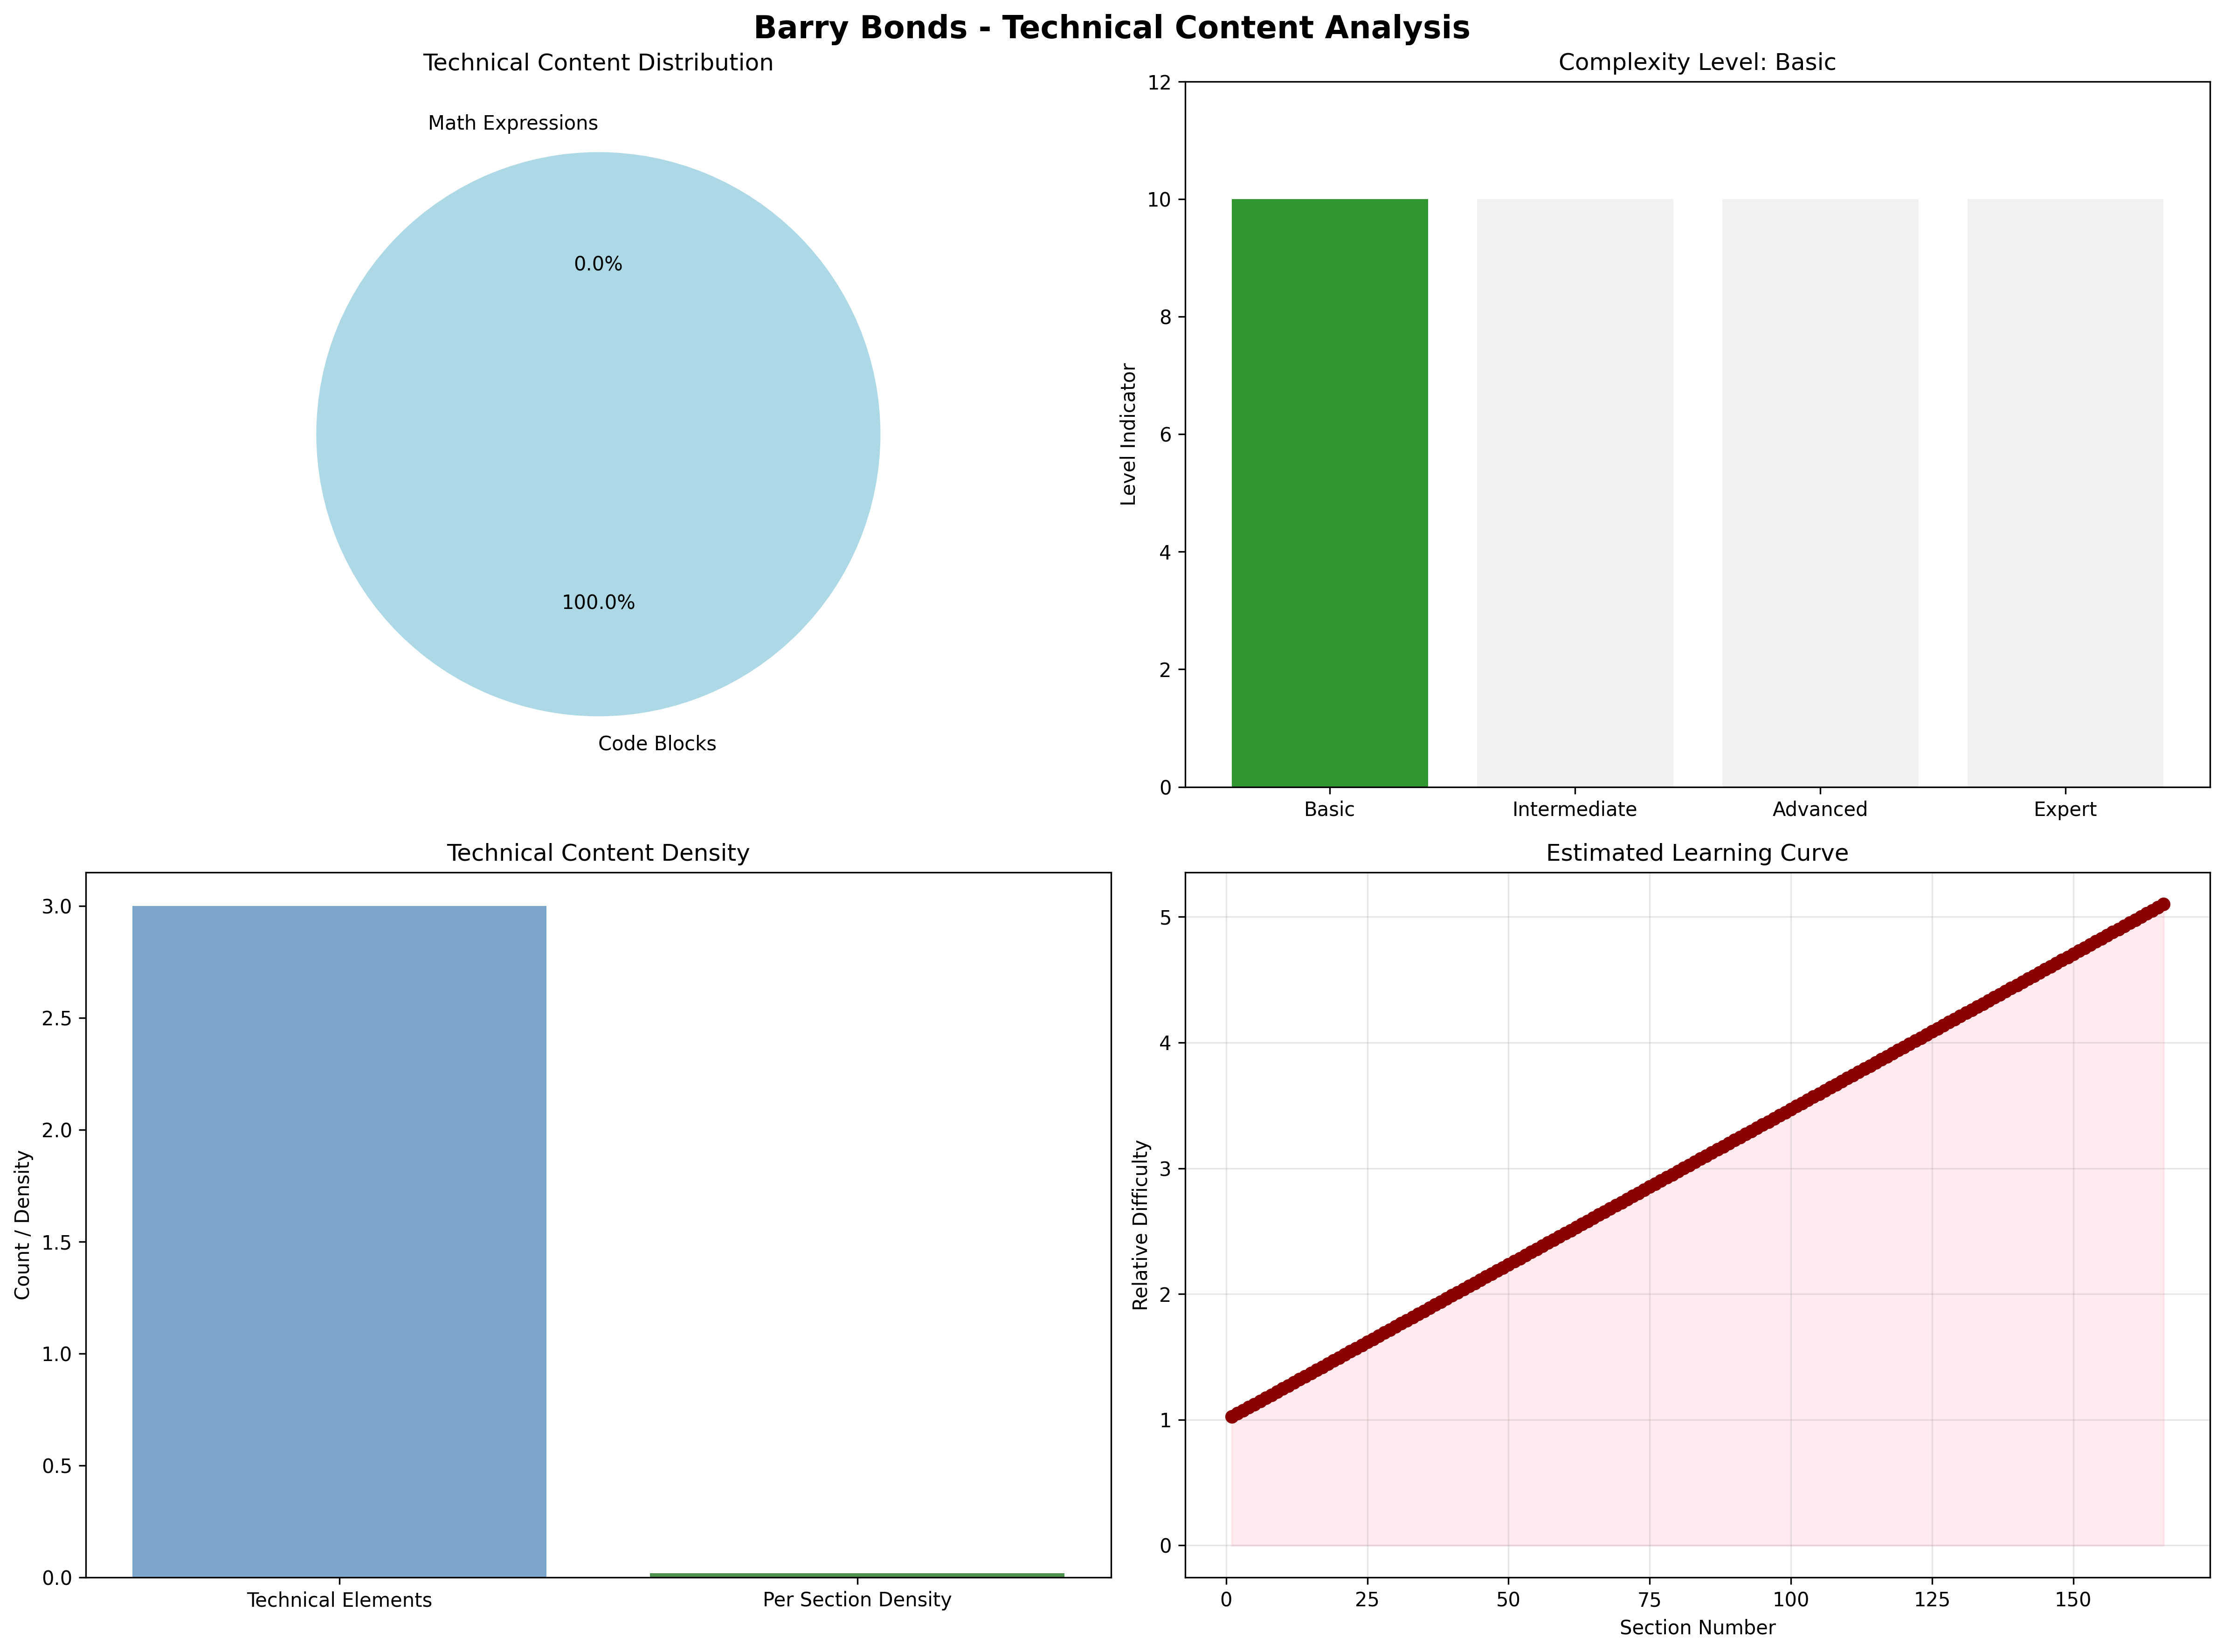 Barry Bonds - Technical Content Analysis
Technical Content Distribution
Math Expressions
0.0%
100.0%
Code Blocks
Complexity Level: Basic
Level Indicator
12
10
8
6
4
2
0
Basic
Intermediate
Advanced
Expert
Technical Content Density
Count / Density
3.0
2.5
2.0
1.5
1.0
0.5
0.0
Technical Elements
Per Section Density
Estimated Learning Curve
Relative Difficulty
5
4
3
2
1
0
0
25
50
75
100
125
150
Section Number